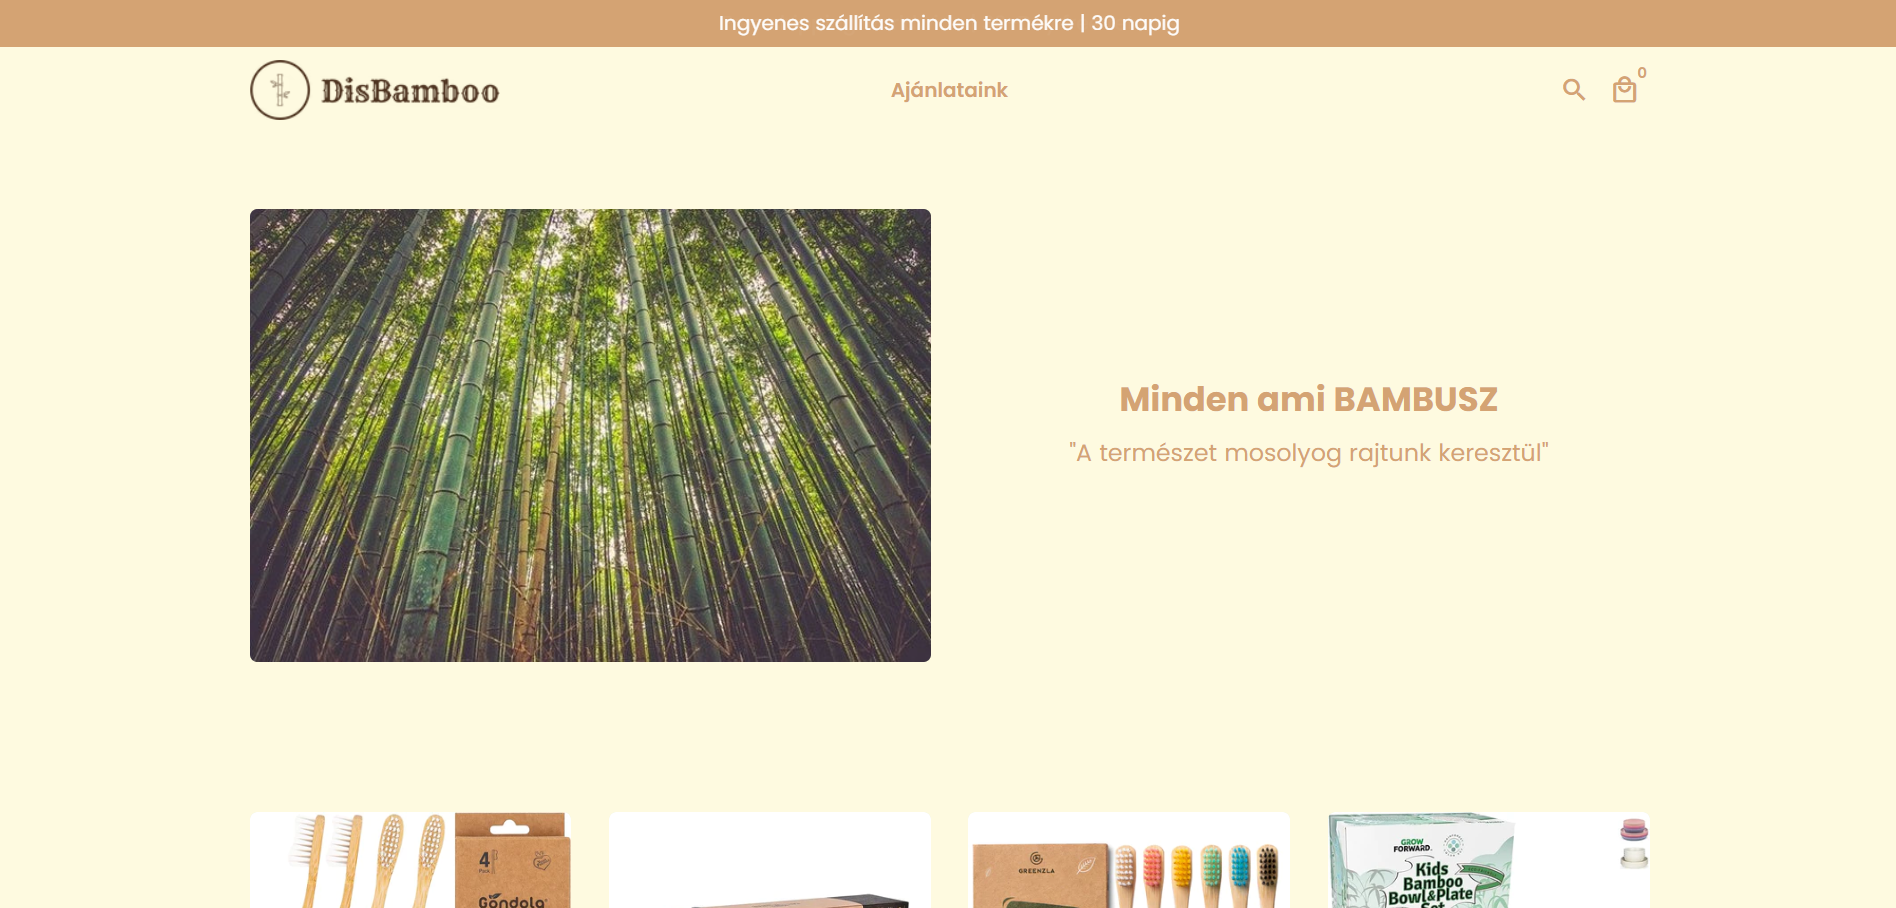 Ingyenes szállítás minden termékre | 30 napig
DisBamboo
Ajánlataink
0
Minden ami BAMBUSZ
"A természet mosolyog rajtunk keresztül"
4
Pack
Gondola
GREENZLA
GROW
FORWARD
Kids
Bamboo
Bowl&Plate
Set